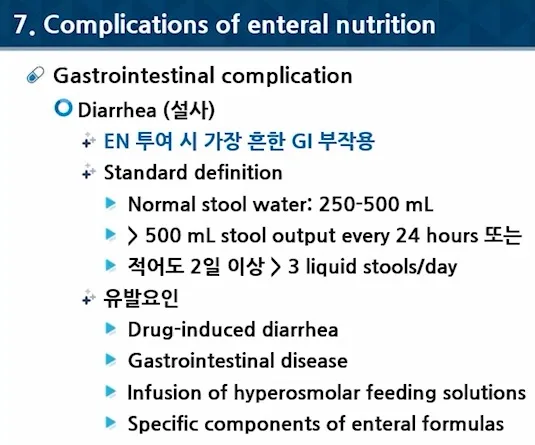 7. Complications of enteral nutrition
Gastrointestinal complication
Diarrhea (설사)
EN 투여 시 가장 흔한 GI 부작용
Standard definition
Normal stool water: 250-500 mL
> 500 mL stool output every 24 hours 또는
적어도 2일 이상 > 3 liquid stools/day
유발요인
Drug-induced diarrhea
Gastrointestinal disease
Infusion of hyperosmolar feeding solutions
Specific components of enteral formulas